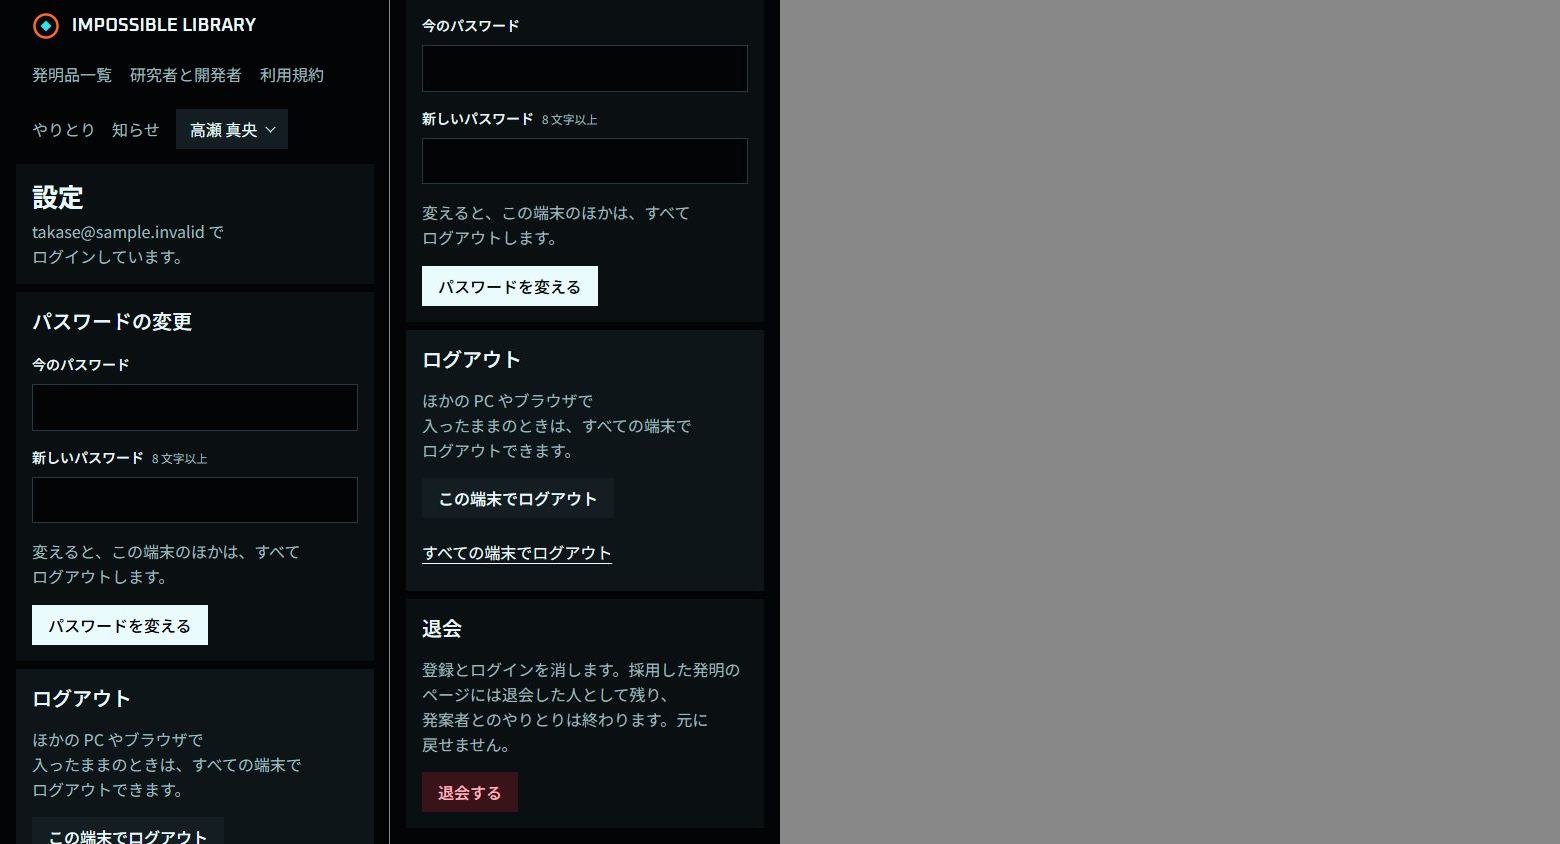 IMPOSSIBLE LIBRARY
発明品一覧 研究者と開発者 利用規約
やりとり 知らせ 高瀬 真央
設定
takase@sample.invalid で
ログインしています。
パスワードの変更
今のパスワード
新しいパスワード 8 文字以上
変えると、この端末のほかは、すべて
ログアウトします。
パスワードを変える
ログアウト
ほかの PC やブラウザで
入ったままのときは、すべての端末で
ログアウトできます。
この端末でログアウト
今のパスワード
新しいパスワード 8 文字以上
変えると、この端末のほかは、すべて
ログアウトします。
パスワードを変える
ログアウト
ほかの PC やブラウザで
入ったままのときは、すべての端末で
ログアウトできます。
この端末でログアウト
すべての端末でログアウト
退会
登録とログインを消します。採用した発明の
ページには退会した人として残り、
発案者とのやりとりは終わります。元に
戻せません。
退会する